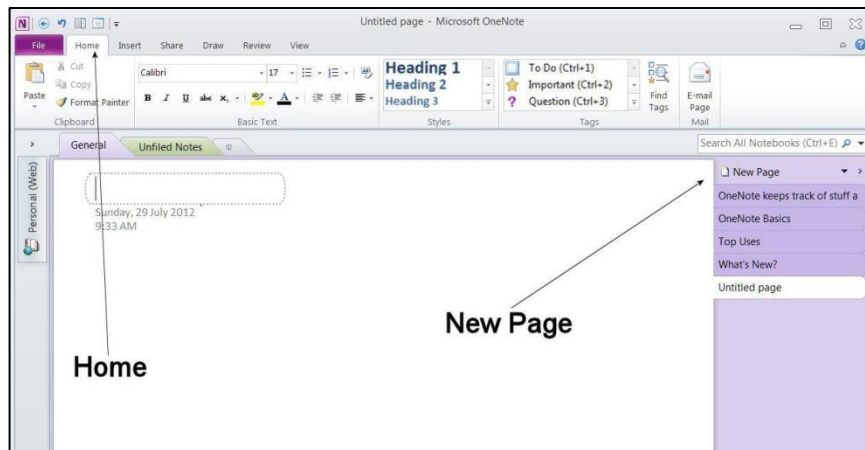 Untitled page - Microsoft OneNote
File Home Insert Share Draw Review View
Paste
Cut
Copy
Format Painter
Clipboard
Calibri 17
B I U abc x₂ A
Basic Text
Heading 1
Heading 2
Heading 3
Styles
To Do (Ctrl+1)
Important (Ctrl+2)
Question (Ctrl+3)
Tags
Find
Tags
E-mail
Page
Mail
General Unfiled Notes
Search All Notebooks (Ctrl+E)
Personal (Web)
Sunday, 29 July 2012
9:33 AM
New Page
OneNote keeps track of stuff a
OneNote Basics
Top Uses
What's New?
Untitled page
New Page
Home